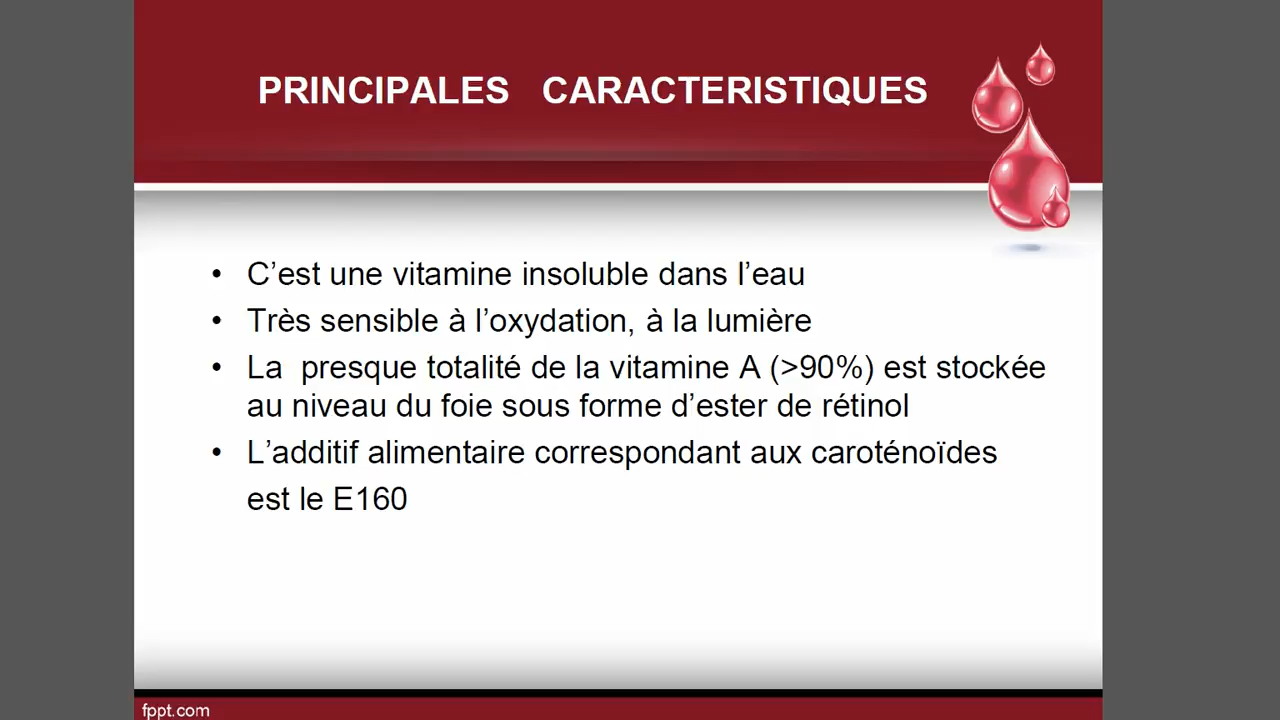 PRINCIPALES CARACTERISTIQUES
• C’est une vitamine insoluble dans l’eau
• Très sensible à l’oxydation, à la lumière
• La presque totalité de la vitamine A (>90%) est stockée
au niveau du foie sous forme d’ester de rétinol
• L’additif alimentaire correspondant aux caroténoïdes
est le E160
fppt.com